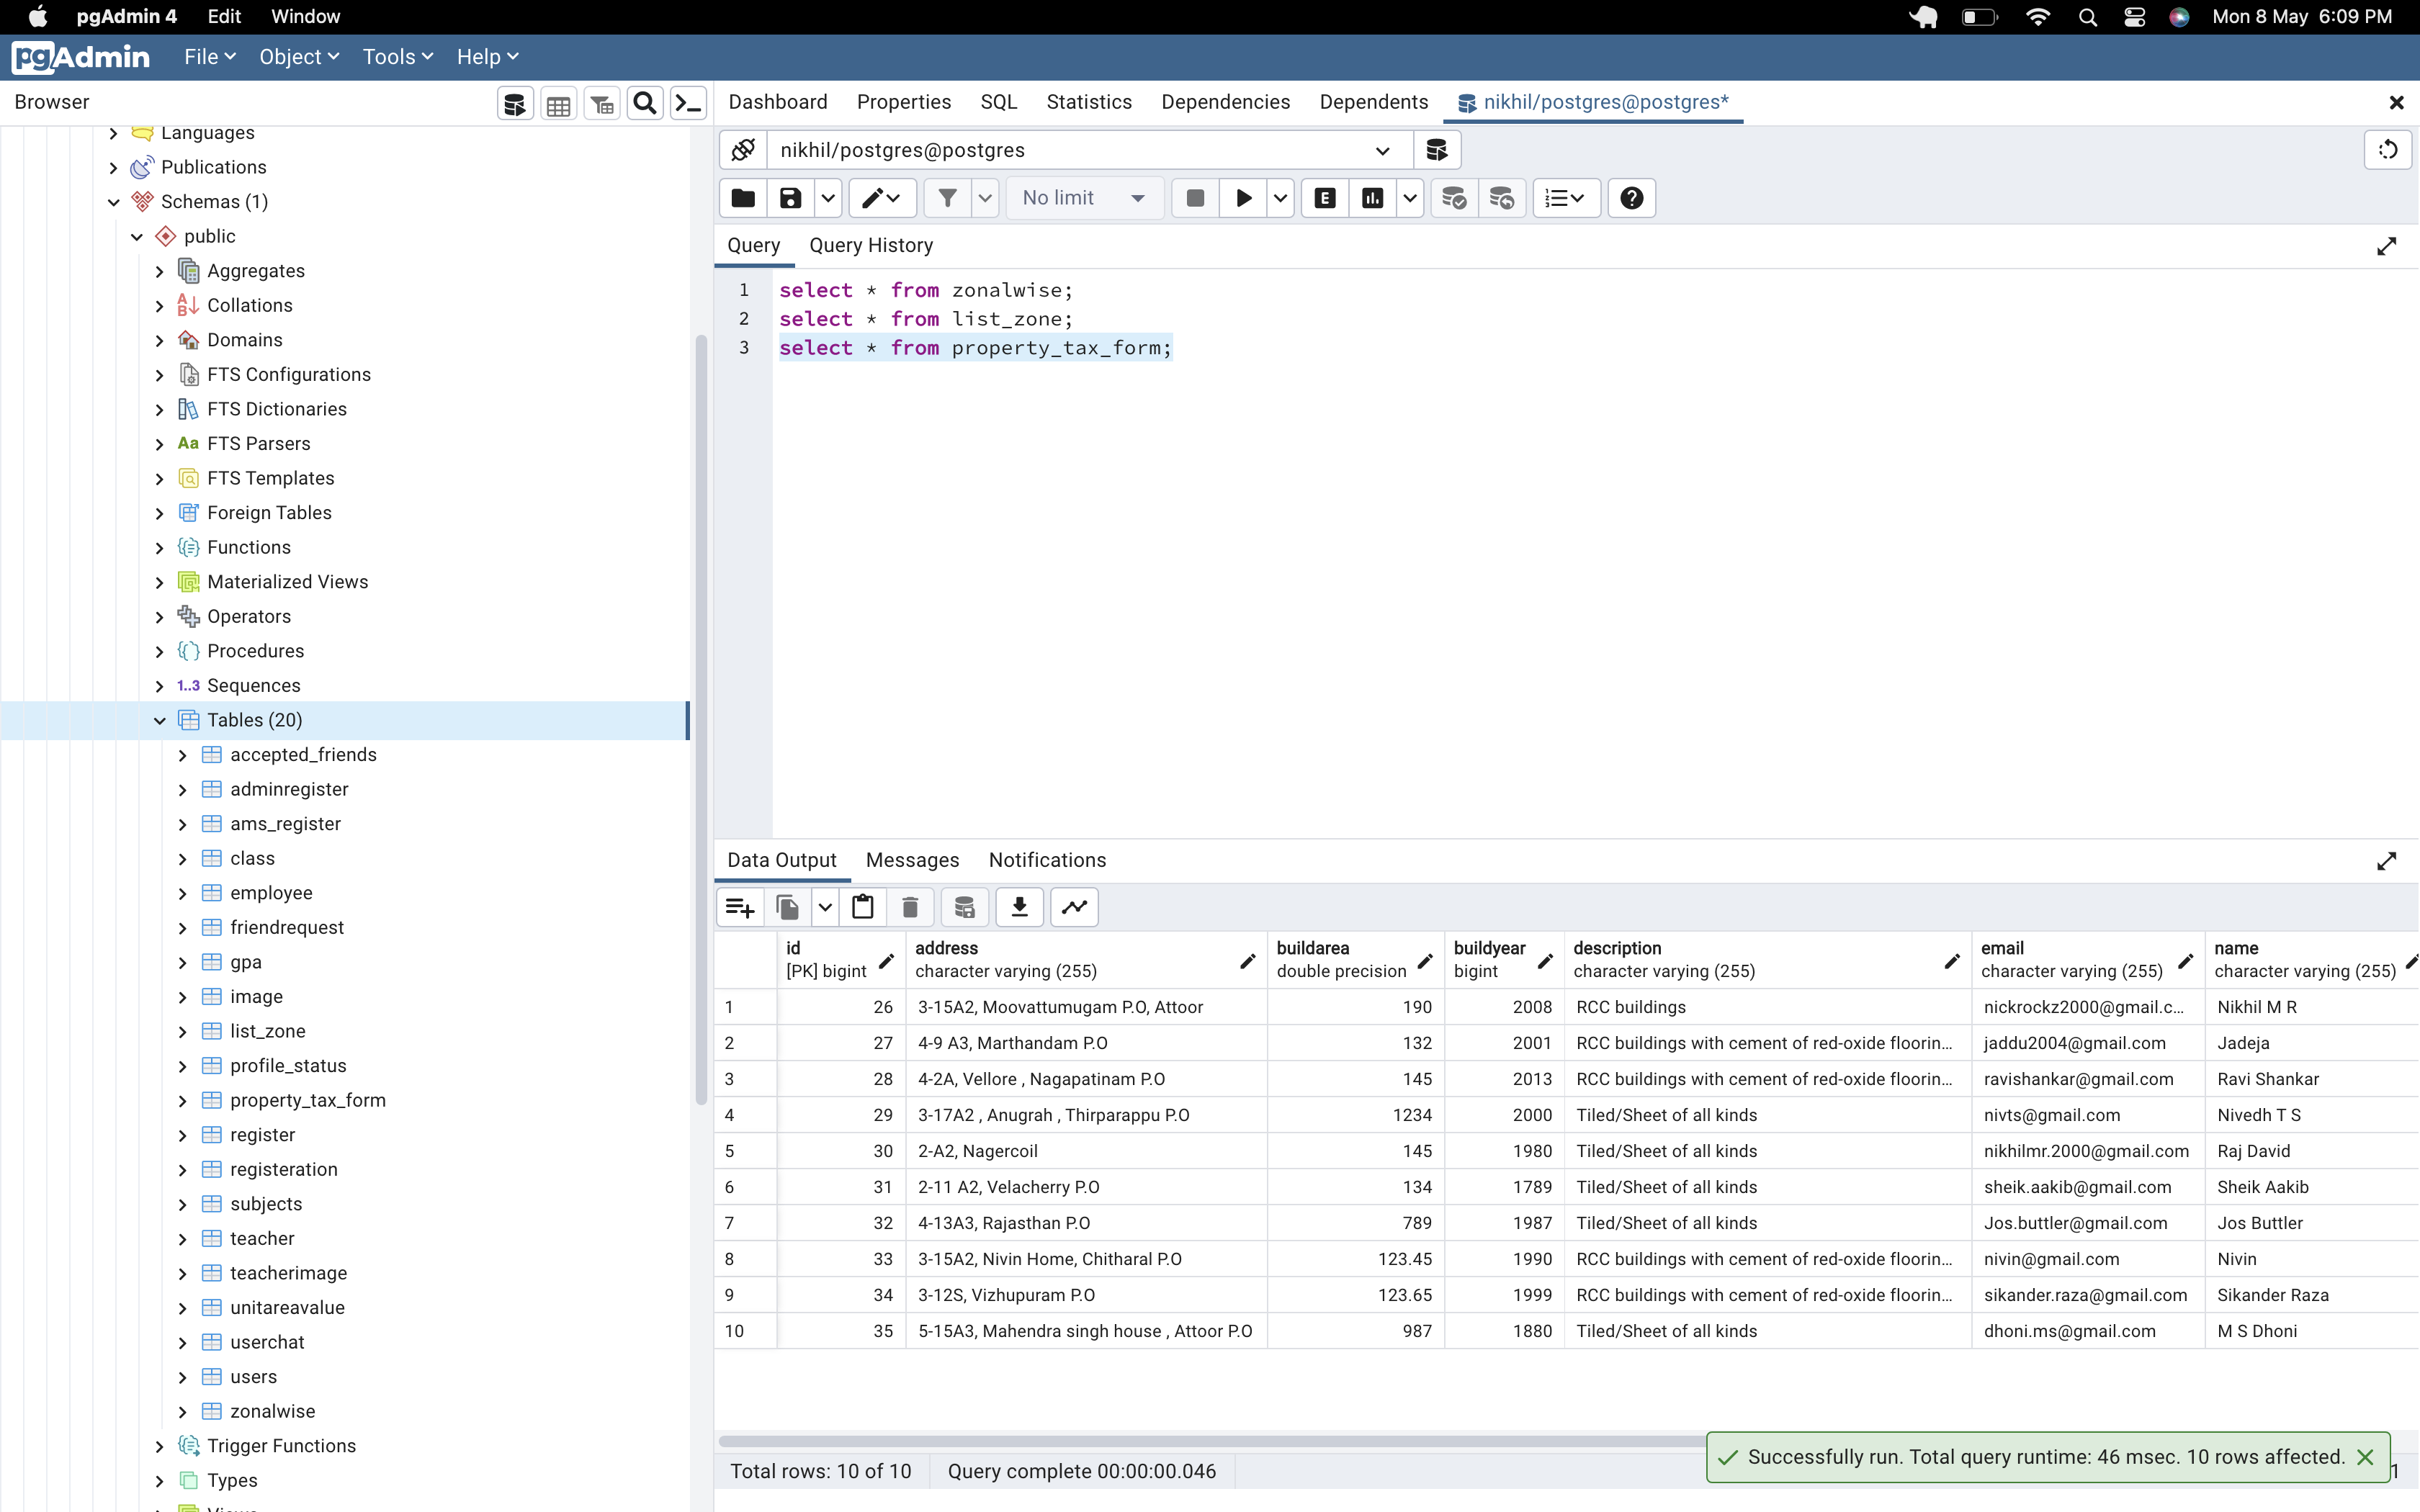 pgAdmin 4 Edit Window Mon 8 May 6:09 PM
pgAdmin File Object Tools Help
Browser Dashboard Properties SQL Statistics Dependencies Dependents nikhil/postgres@postgres*
Languages
Publications
Schemas (1)
public
Aggregates
Collations
Domains
FTS Configurations
FTS Dictionaries
Aa FTS Parsers
FTS Templates
Foreign Tables
Functions
Materialized Views
Operators
Procedures
1..3 Sequences
Tables (20)
accepted_friends
adminregister
ams_register
class
employee
friendrequest
gpa
image
list_zone
profile_status
property_tax_form
register
registeration
subjects
teacher
teacherimage
unitareavalue
userchat
users
zonalwise
Trigger Functions
Types
nikhil/postgres@postgres
No limit E
Query Query History
1 select * from zonalwise;
2 select * from list_zone;
3 select * from property_tax_form;
Data Output Messages Notifications
id address buildarea buildyear description email name
[PK] bigint character varying (255) double precision bigint character varying (255) character varying (255) character varying (255)
1 26 3-15A2, Moovattumugam P.O, Attoor 190 2008 RCC buildings nickrockz2000@gmail.c... Nikhil M R
2 27 4-9 A3, Marthandam P.O 132 2001 RCC buildings with cement of red-oxide floorin... jaddu2004@gmail.com Jadeja
3 28 4-2A, Vellore , Nagapatinam P.O 145 2013 RCC buildings with cement of red-oxide floorin... ravishankar@gmail.com Ravi Shankar
4 29 3-17A2 , Anugrah , Thirparappu P.O 1234 2000 Tiled/Sheet of all kinds nivts@gmail.com Nivedh T S
5 30 2-A2, Nagercoil 145 1980 Tiled/Sheet of all kinds nikhilmr.2000@gmail.com Raj David
6 31 2-11 A2, Velacherry P.O 134 1789 Tiled/Sheet of all kinds sheik.aakib@gmail.com Sheik Aakib
7 32 4-13A3, Rajasthan P.O 789 1987 Tiled/Sheet of all kinds Jos.buttler@gmail.com Jos Buttler
8 33 3-15A2, Nivin Home, Chitharal P.O 123.45 1990 RCC buildings with cement of red-oxide floorin... nivin@gmail.com Nivin
9 34 3-12S, Vizhupuram P.O 123.65 1999 RCC buildings with cement of red-oxide floorin... sikander.raza@gmail.com Sikander Raza
10 35 5-15A3, Mahendra singh house , Attoor P.O 987 1880 Tiled/Sheet of all kinds dhoni.ms@gmail.com M S Dhoni
Successfully run. Total query runtime: 46 msec. 10 rows affected.
Total rows: 10 of 10 Query complete 00:00:00.046